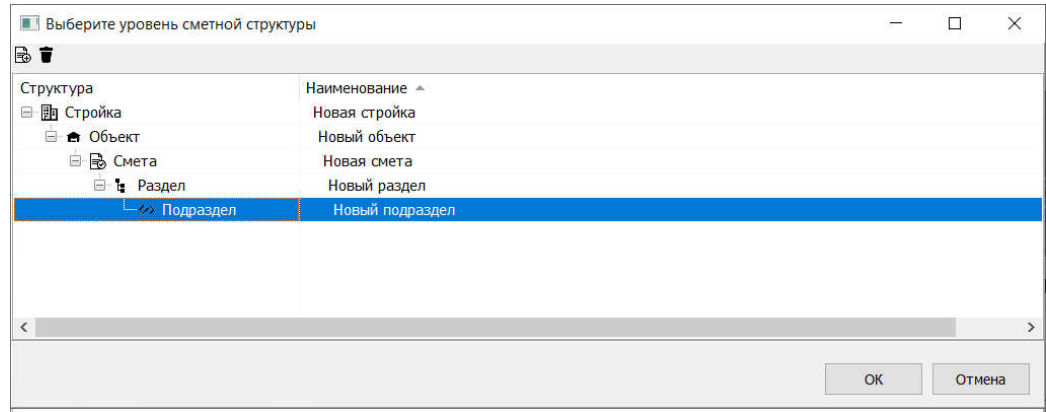 Выберите уровень сметной структуры
Структура Наименование
Стройка Новая стройка
Объект Новый объект
Смета Новая смета
Раздел Новый раздел
Подраздел Новый подраздел
ОК Отмена